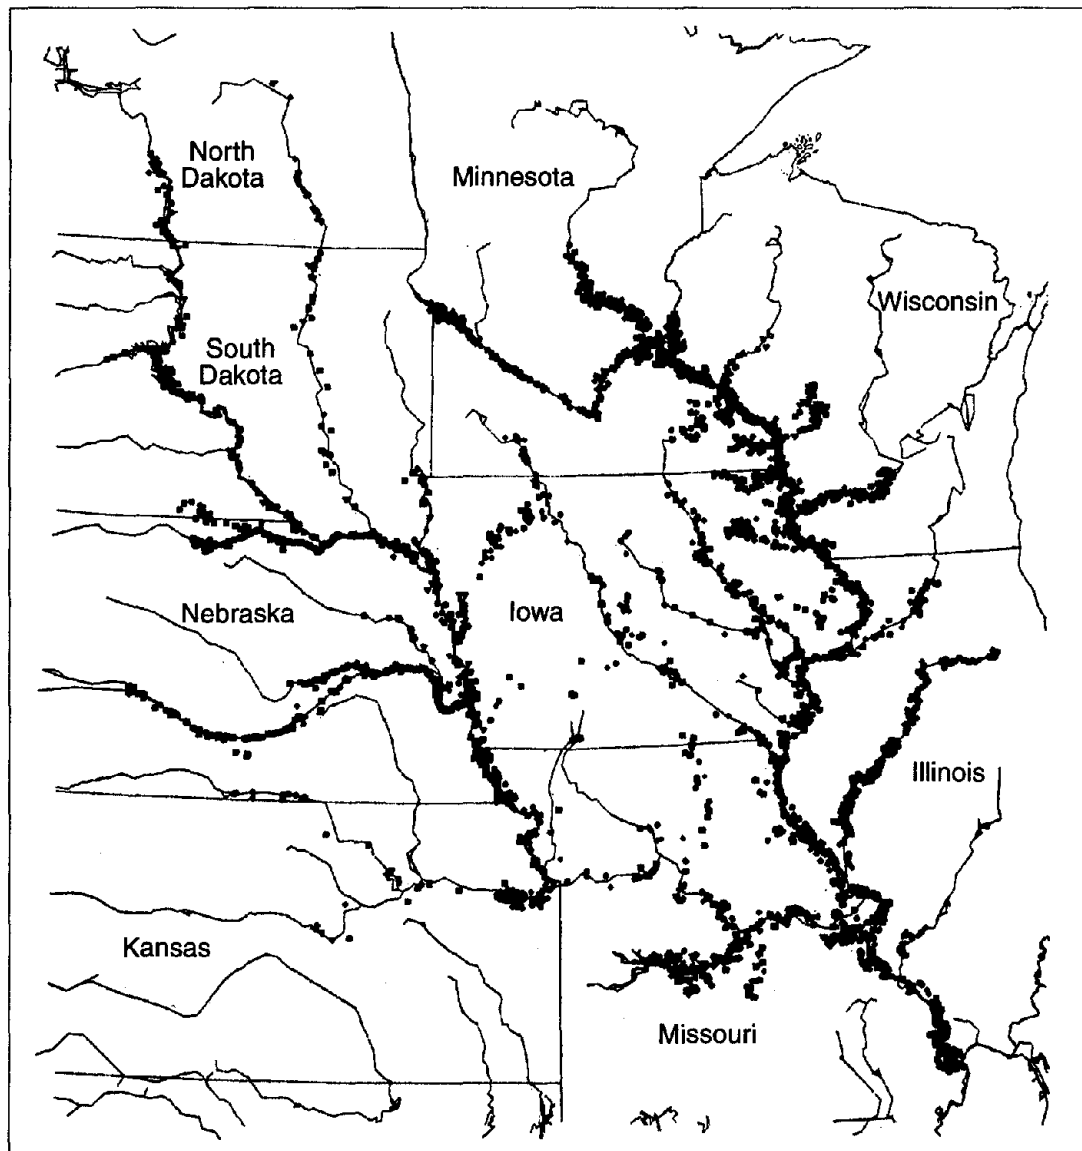 North
Dakota
Minnesota
Wisconsin
South
Dakota
Nebraska
Iowa
Illinois
Kansas
Missouri